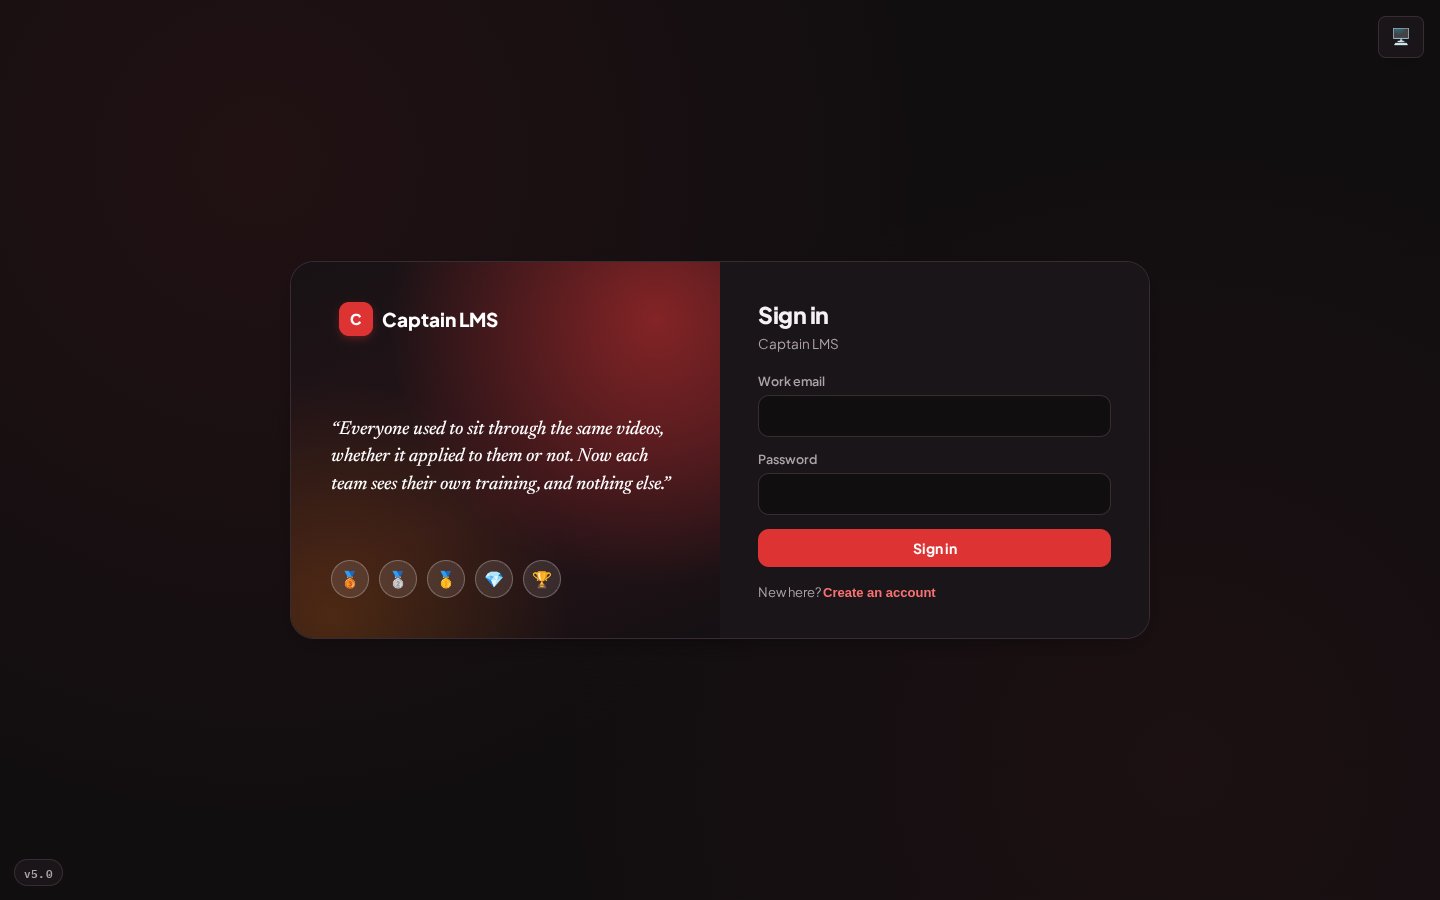 C Captain LMS
“Everyone used to sit through the same videos,
whether it applied to them or not. Now each
team sees their own training, and nothing else.”
Sign in
Captain LMS
Work email
Password
Sign in
New here? Create an account
v5.0